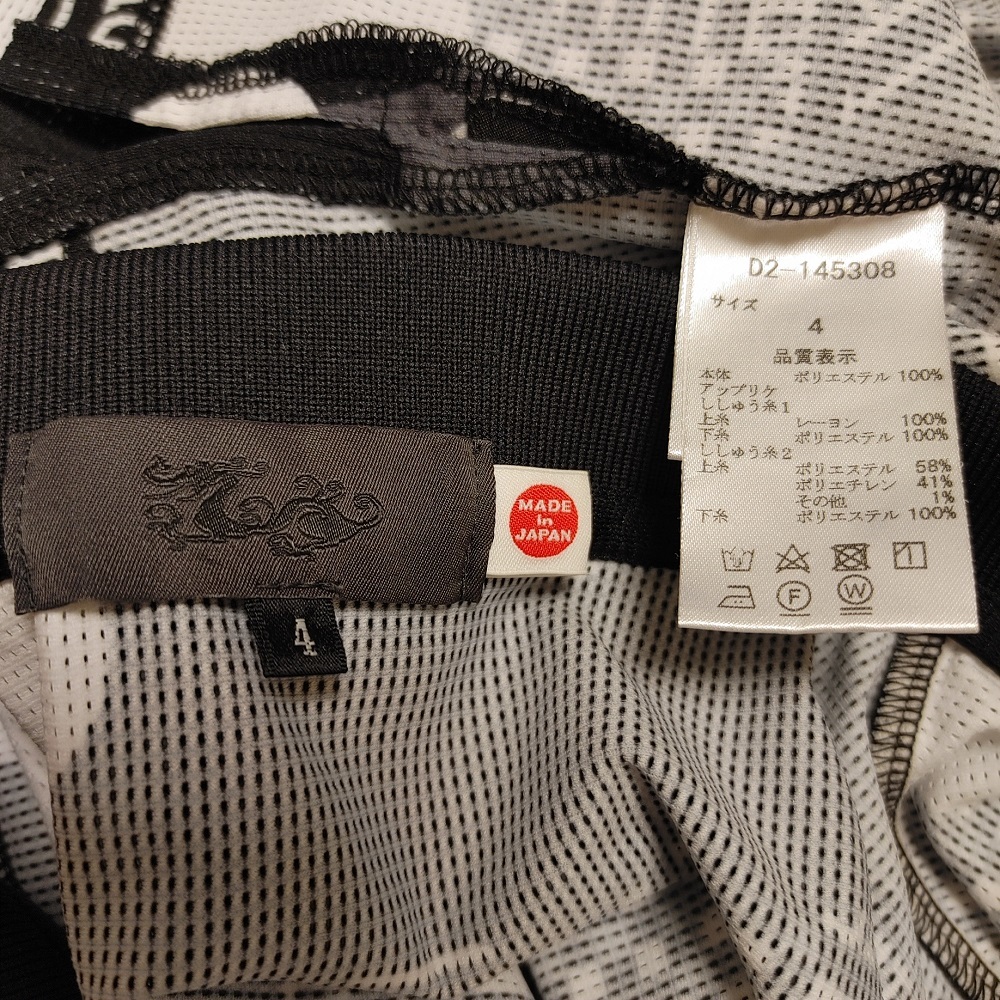 D2-145308
サイズ
4
品質表示
本体 ポリエステル 100%
アップリケ
ししゅう糸1
上糸 レーヨン 100%
下糸 ポリエステル 100%
ししゅう糸2
上糸 ポリエステル 58%
ポリエチレン 41%
その他 1%
下糸 ポリエステル 100%
F
W
MADE
in
JAPAN
4